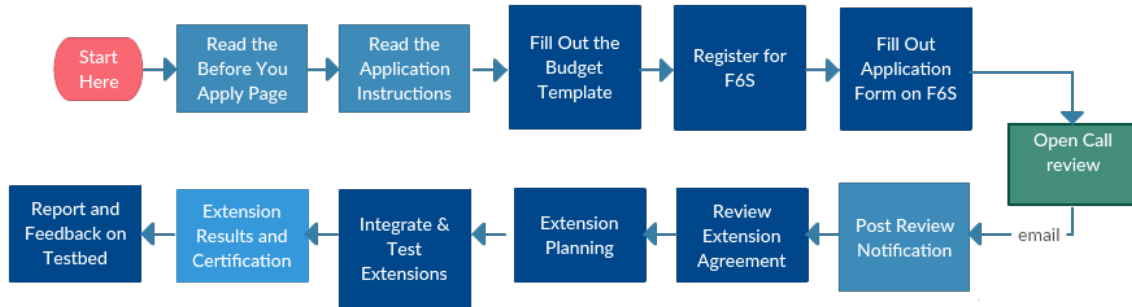 Start
Here
Read the
Before You
Apply Page
Read the
Application
Instructions
Fill Out the
Budget
Template
Register for
F6S
Fill Out
Application
Form on F6S
Open Call
review
email
Post Review
Notification
Review
Extension
Agreement
Extension
Planning
Integrate &
Test
Extensions
Extension
Results and
Certification
Report and
Feedback on
Testbed